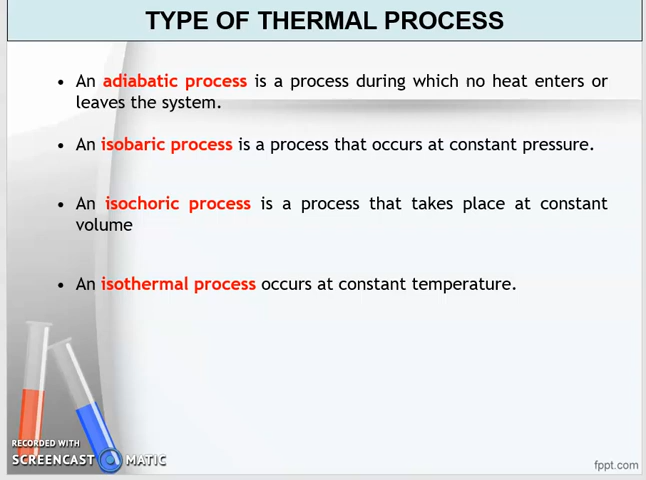 TYPE OF THERMAL PROCESS
• An adiabatic process is a process during which no heat enters or
leaves the system.
• An isobaric process is a process that occurs at constant pressure.
• An isochoric process is a process that takes place at constant
volume
• An isothermal process occurs at constant temperature.
RECORDED WITH
SCREENCAST MATIC
fppt.com